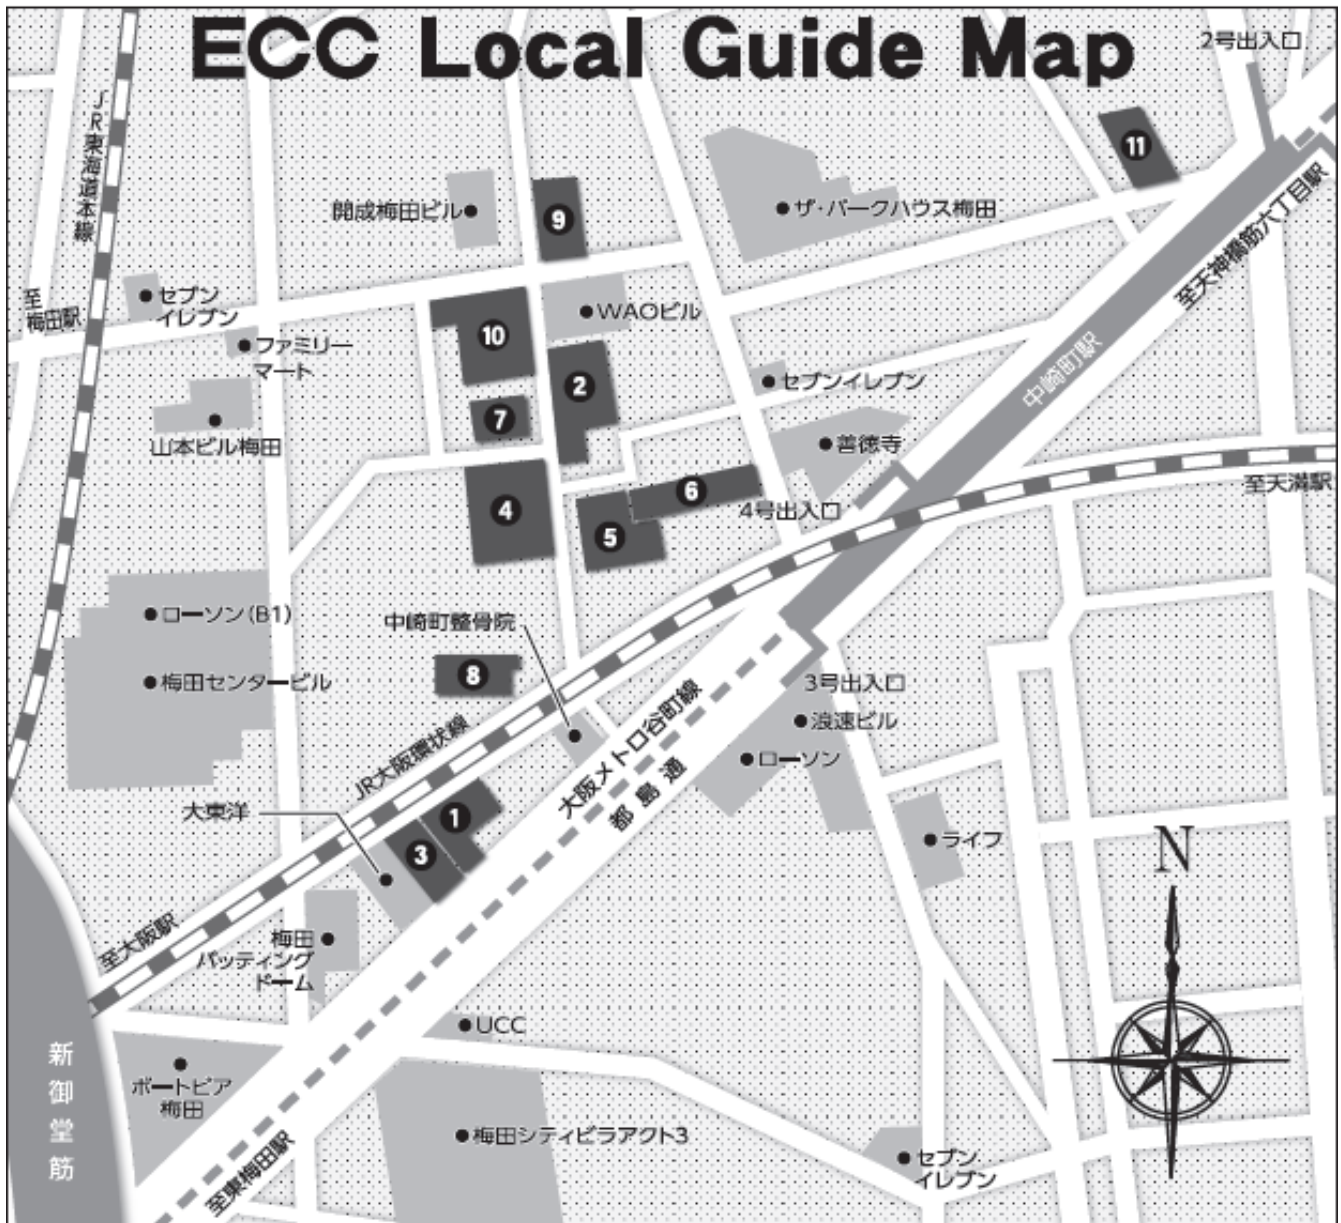 ECC Local Guide Map
2号出入口
JR東海道本線
11
開成梅田ビル
9
ザ・パークハウス梅田
至天神橋筋六丁目駅
至
梅田駅
セブン
イレブン
WAOビル
10
ファミリー
マート
2
セブンイレブン
中崎町駅
7
山本ビル梅田
善徳寺
4
6
5
4号出入口
至天満駅
ローソン(B1)
中崎町整骨院
梅田センタービル
8
3号出入口
浪速ビル
ローソン
JR大阪環状線
大阪メトロ谷町線
都島通
大東洋
1
3
ライフ
N
至大阪駅
梅田
バッティング
ドーム
UCC
新御堂筋
ボートピア
梅田
梅田シティビラアクト3
至東梅田駅
セブン
イレブン